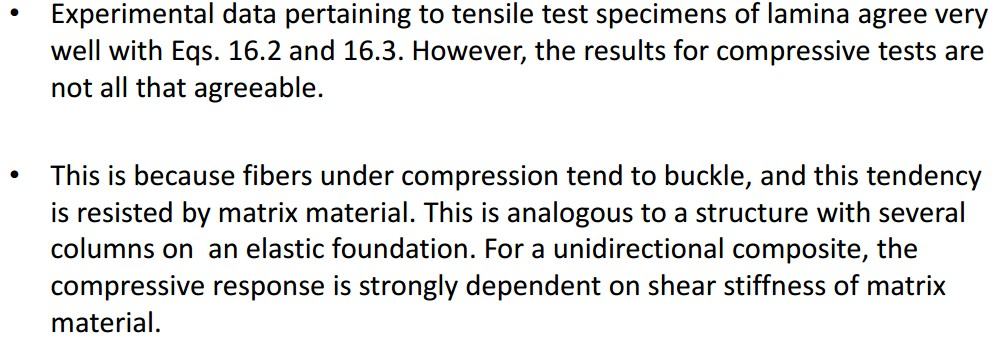 • Experimental data pertaining to tensile test specimens of lamina agree very
well with Eqs. 16.2 and 16.3. However, the results for compressive tests are
not all that agreeable.
• This is because fibers under compression tend to buckle, and this tendency
is resisted by matrix material. This is analogous to a structure with several
columns on  an elastic foundation. For a unidirectional composite, the
compressive response is strongly dependent on shear stiffness of matrix
material.